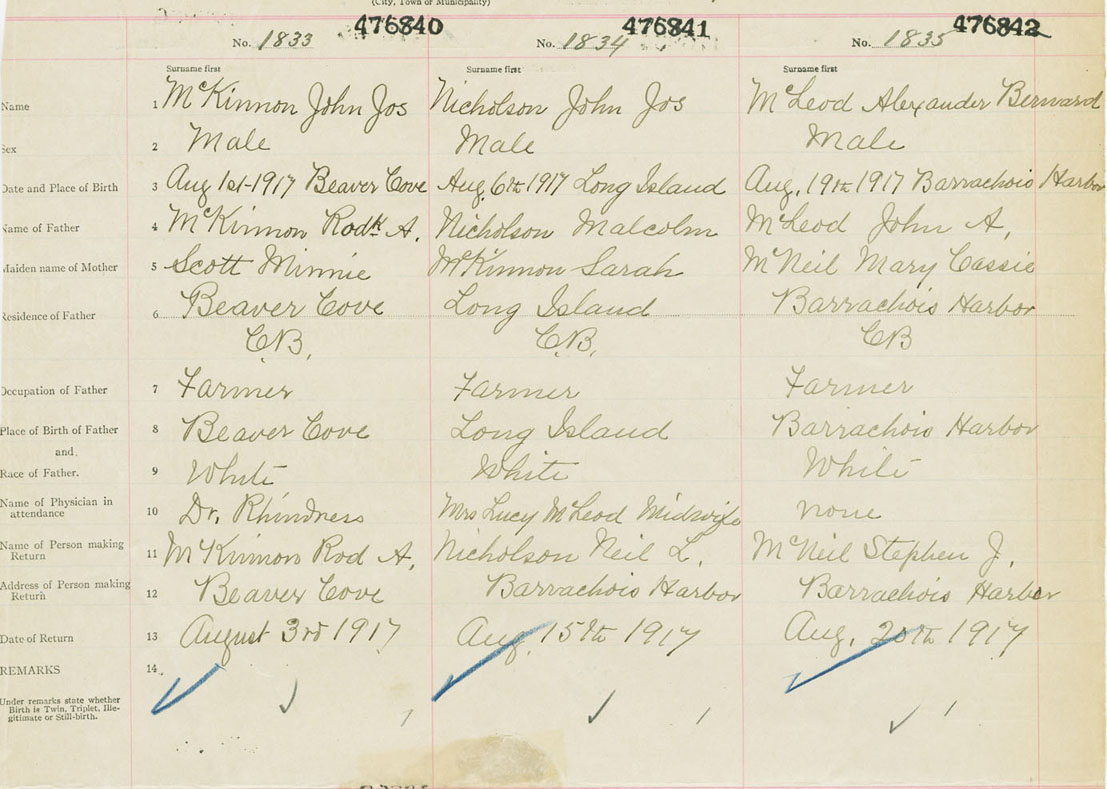 (City, Town or Municipality)
476840 476841 476842
No. 1833 No. 1834 No. 1835
Surname first Surname first Surname first
Name 1 McKinnon John Jos Nicholson John Jos McLeod Alexander Bernard
Sex 2 Male Male Male
Date and Place of Birth 3 Aug 1st-1917 Beaver Cove Aug. 6th 1917 Long Island Aug. 19th 1917 Barrachois Harbor
Name of Father 4 McKinnon Rodk A. Nicholson Malcolm McLeod John A.
Maiden name of Mother 5 Scott Minnie McKinnon Sarah McNeil Mary Cassie
Residence of Father 6 Beaver Cove Long Island Barrachois Harbor
C.B. C.B. CB
Occupation of Father 7 Farmer Farmer Farmer
Place of Birth of Father 8 Beaver Cove Long Island Barrachois Harbor
and
Race of Father. 9 White White White
Name of Physician in
attendance 10 Dr. Rhindress Mrs Lucy McLeod Midwife none
Name of Person making
Return 11 McKinnon Rod A. Nicholson Neil L. McNeil Stephen J.
Address of Person making
Return 12 Beaver Cove Barrachois Harbor Barrachois Harbor
Date of Return 13 August 3rd 1917 Aug. 15th 1917 Aug. 20th 1917
REMARKS 14
Under remarks state whether
Birth is Twin, Triplet, Ille-
gitimate or Still-birth.